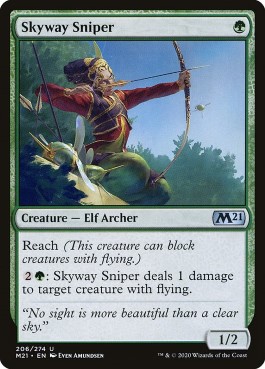 Skyway Sniper
Creature — Elf Archer
M21
Reach (This creature can block
creatures with flying.)
2: Skyway Sniper deals 1 damage
to target creature with flying.
“No sight is more beautiful than a clear
sky.”
1/2
206/274 U
M21 • EN Even Amundsen
™ & © 2020 Wizards of the Coast